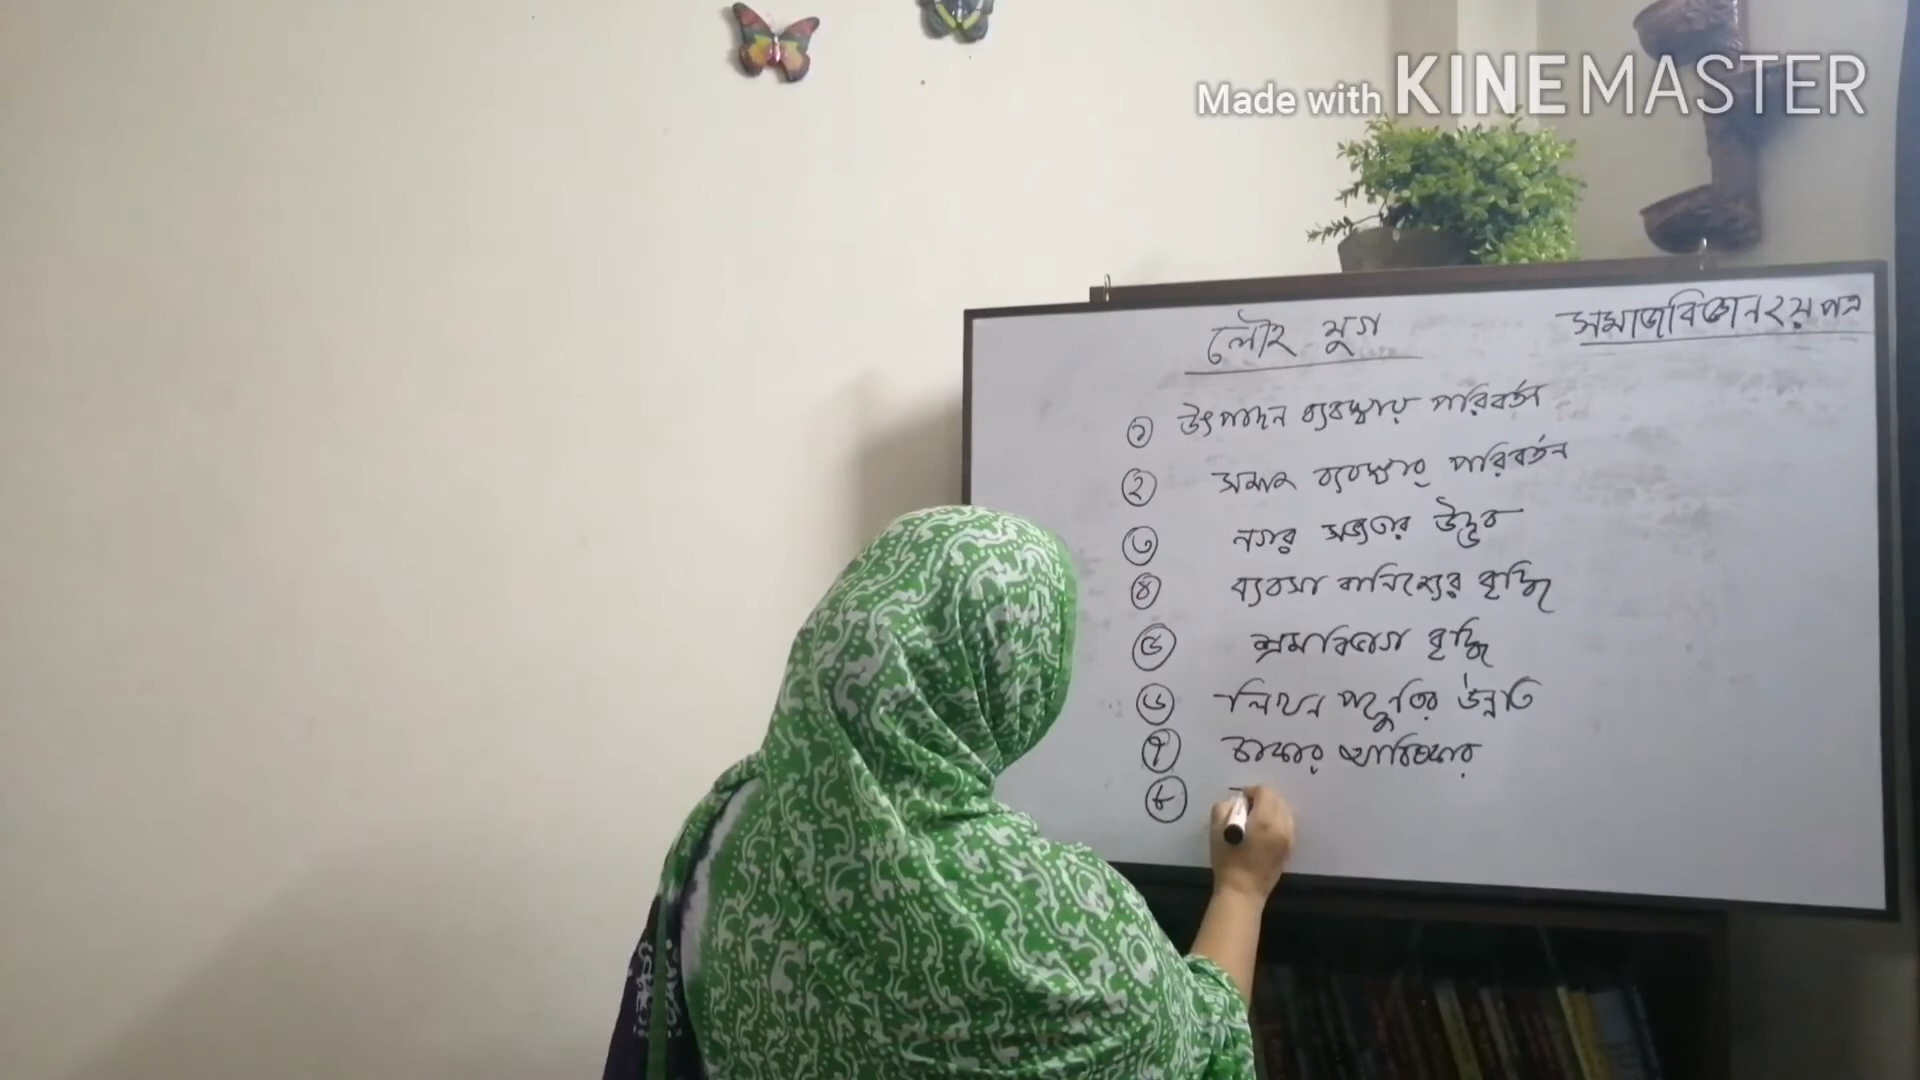 Made with KINEMASTER
লৌহ যুগ
সমাজবিজ্ঞান ২য় পত্র
১ উৎপাদন ব্যবস্থার পরিবর্তন
২ সমাজ ব্যবস্থার পরিবর্তন
৩ নগর সভ্যতার উদ্ভব
৪ ব্যবসা বানিজ্যের বৃদ্ধি
৫ শ্রমবিভাগ বৃদ্ধি
৬ লিখন পদ্ধতির উন্নতি
৭ চাকার আবিষ্কার
৮